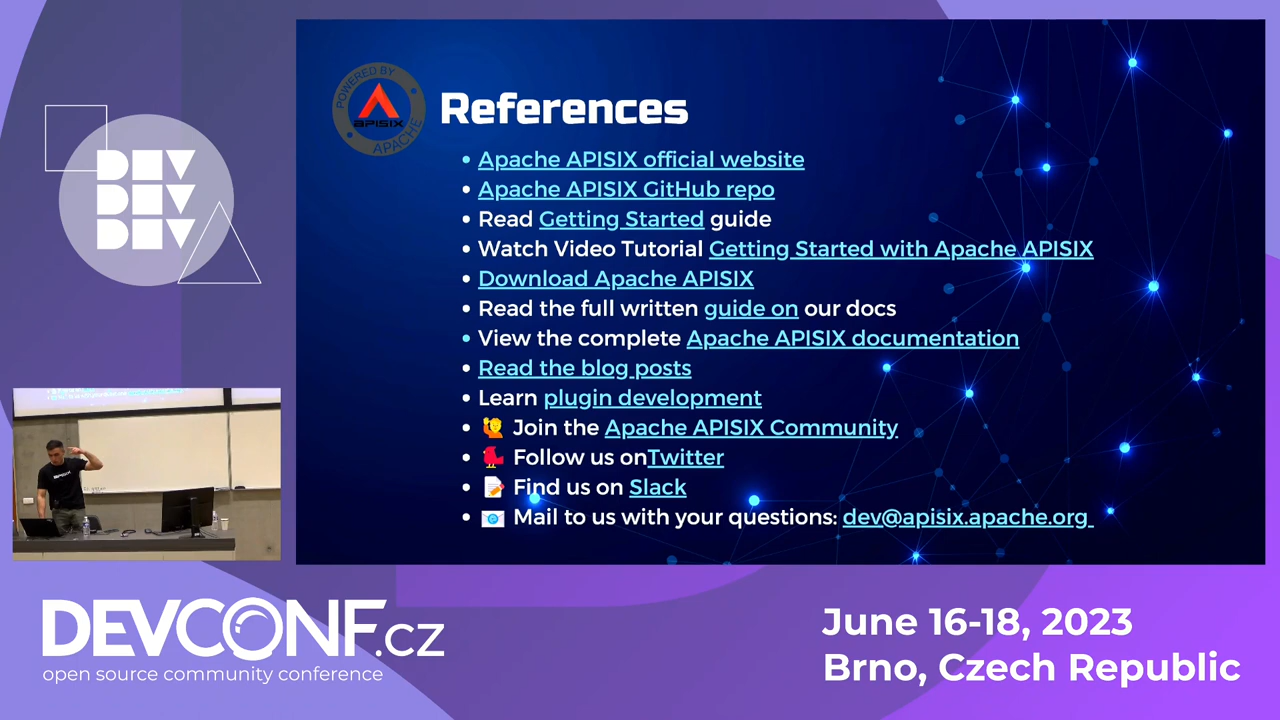 DEV
DEV
DEV
POWERED BY
APISIX
APACHE
References
Apache APISIX official website
Apache APISIX GitHub repo
Read Getting Started guide
Watch Video Tutorial Getting Started with Apache APISIX
Download Apache APISIX
Read the full written guide on our docs
View the complete Apache APISIX documentation
Read the blog posts
Learn plugin development
Join the Apache APISIX Community
Follow us onTwitter
Find us on Slack
Mail to us with your questions: dev@apisix.apache.org
DEVCONF.cz
open source community conference
June 16-18, 2023
Brno, Czech Republic